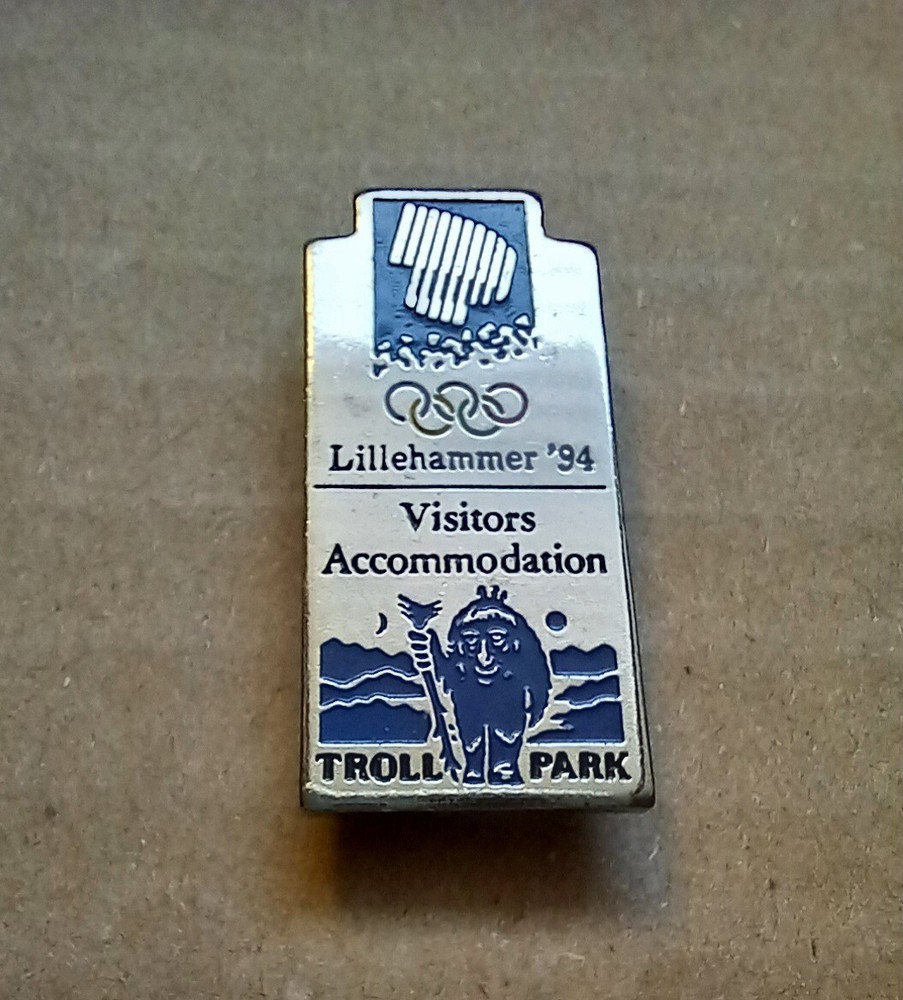 Lillehammer '94
Visitors
Accommodation
TROLL PARK